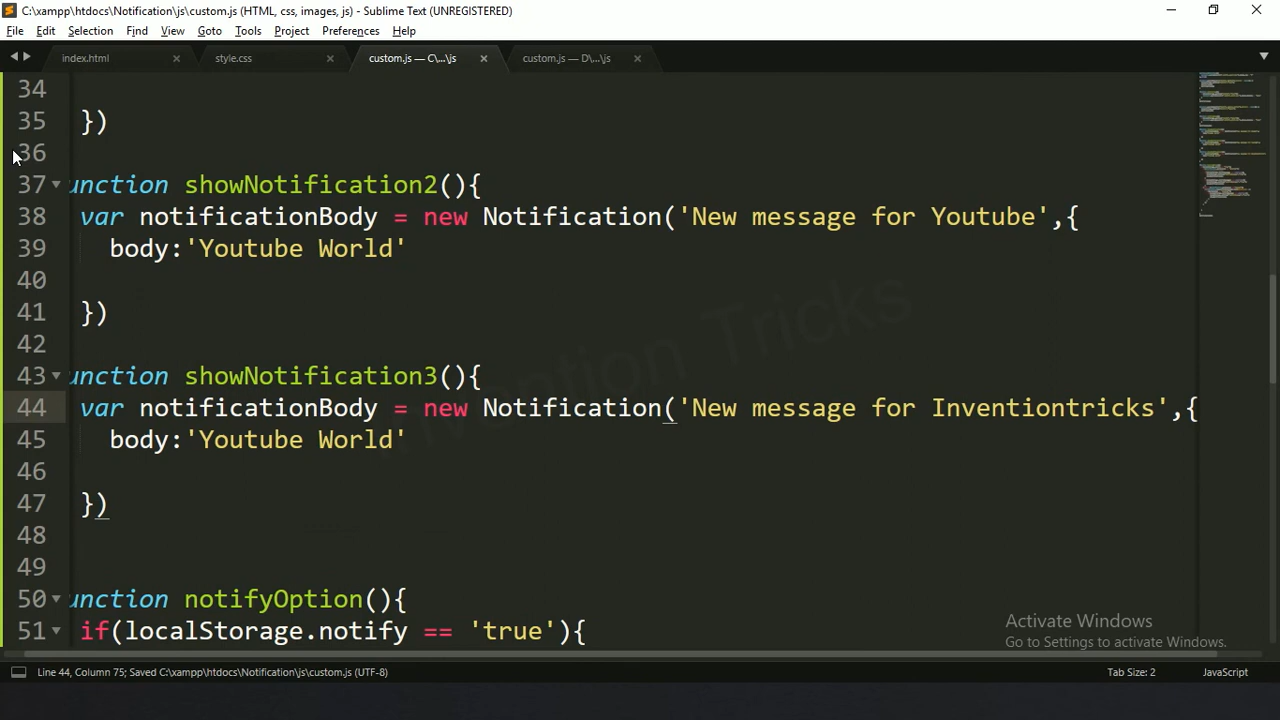 C:\xampp\htdocs\Notification\js\custom.js (HTML, css, images, js) - Sublime Text (UNREGISTERED)
File Edit Selection Find View Goto Tools Project Preferences Help
index.html style.css custom.js — C\...\js custom.js — D\...\js
34
35 })
36
37 unction showNotification2(){
38 var notificationBody = new Notification('New message for Youtube',{
39 body:'Youtube World'
40
41 })
42
43 unction showNotification3(){
44 var notificationBody = new Notification('New message for Inventiontricks',{
45 body:'Youtube World'
46
47 })
48
49
50 unction notifyOption(){
51 if(localStorage.notify == 'true'){
Invention Tricks
Activate Windows
Go to Settings to activate Windows.
Line 44, Column 75; Saved C:\xampp\htdocs\Notification\js\custom.js (UTF-8) Tab Size: 2 JavaScript